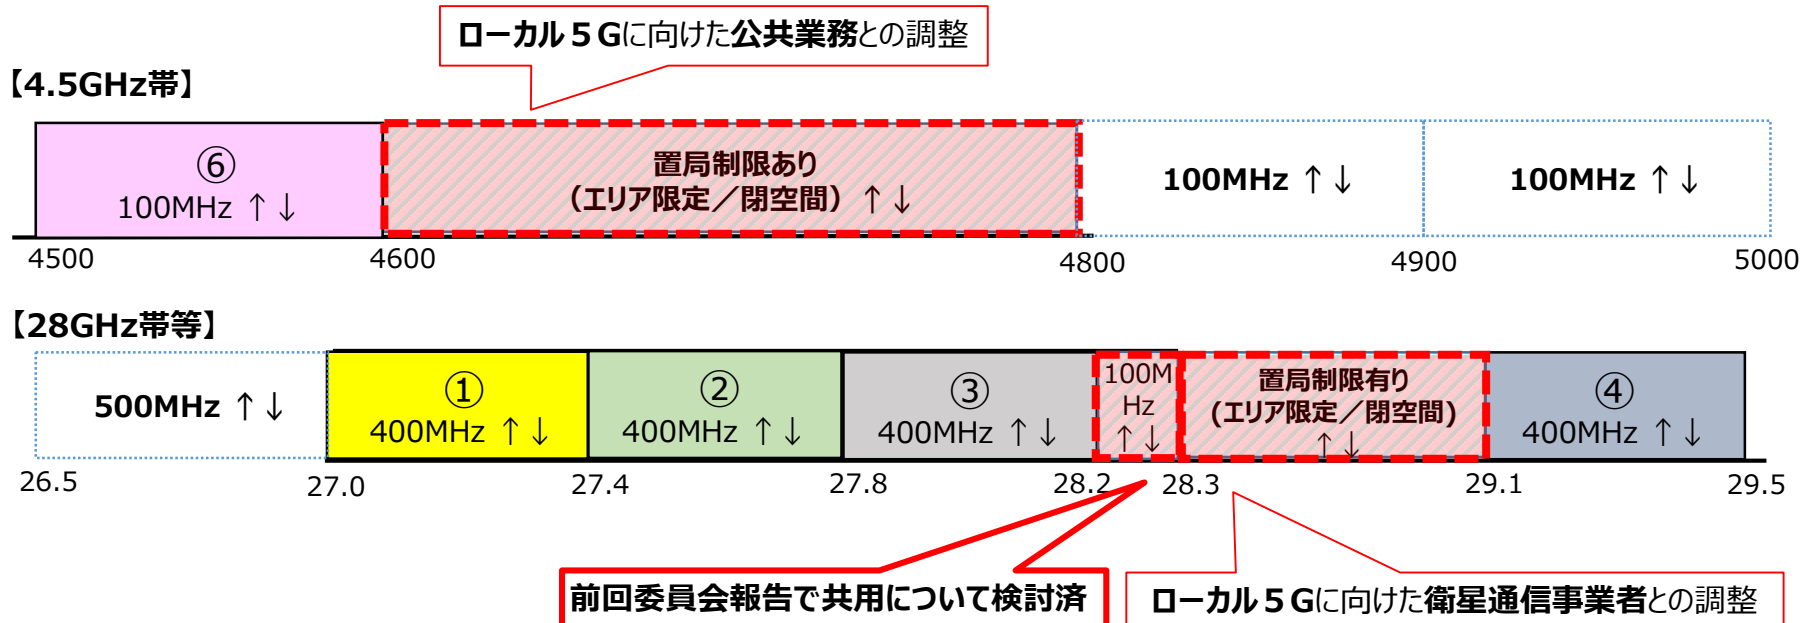 ローカル５Gに向けた公共業務との調整
【4.5GHz帯】
⑥
100MHz ↑↓
置局制限あり
（エリア限定／閉空間） ↑↓
100MHz ↑↓
100MHz ↑↓
4500
4600
4800
4900
5000
【28GHz帯等】
500MHz ↑↓
①
400MHz ↑↓
②
400MHz ↑↓
③
400MHz ↑↓
100M
Hz
↑↓
置局制限有り
(エリア限定／閉空間)
↑↓
④
400MHz ↑↓
26.5
27.0
27.4
27.8
28.2
28.3
29.1
29.5
前回委員会報告で共用について検討済
ローカル５Gに向けた衛星通信事業者との調整